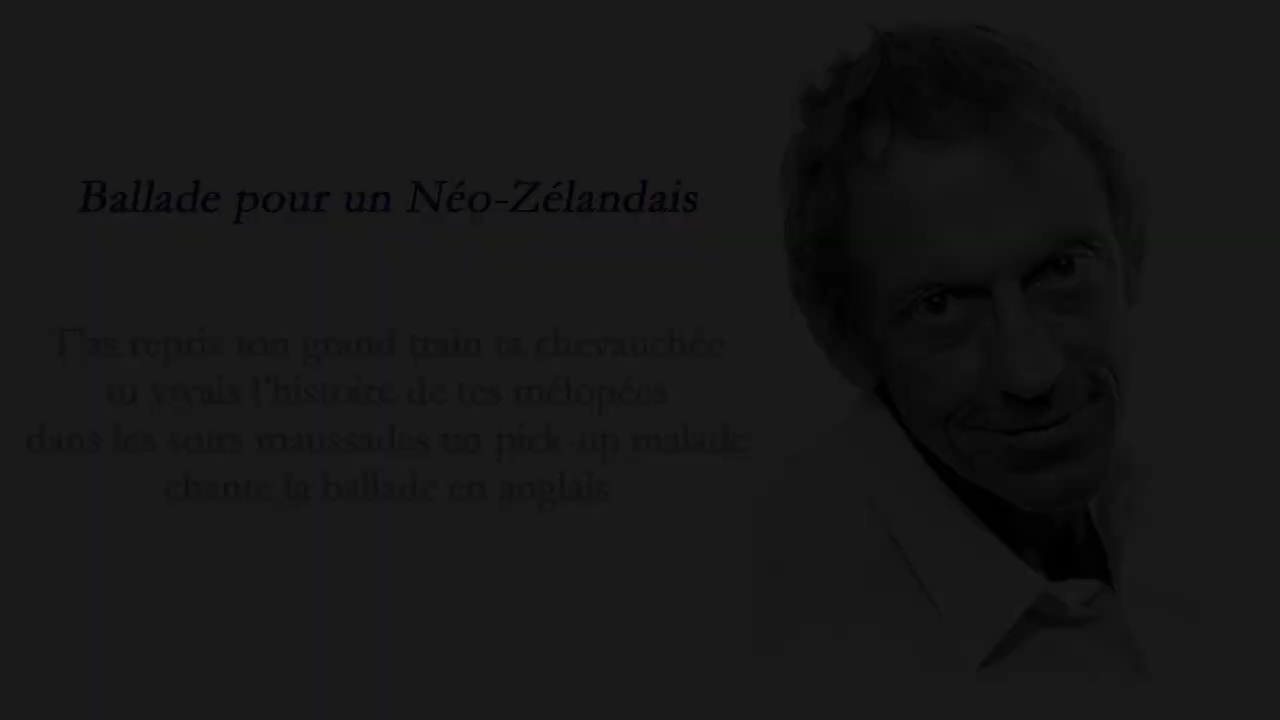 Ballade pour un Néo-Zélandais
T'as repris ton grand train ta chevauchée
tu vivais l'histoire de tes mélopées
dans les soirs maussades un pick-up malade
chante la ballade en anglais